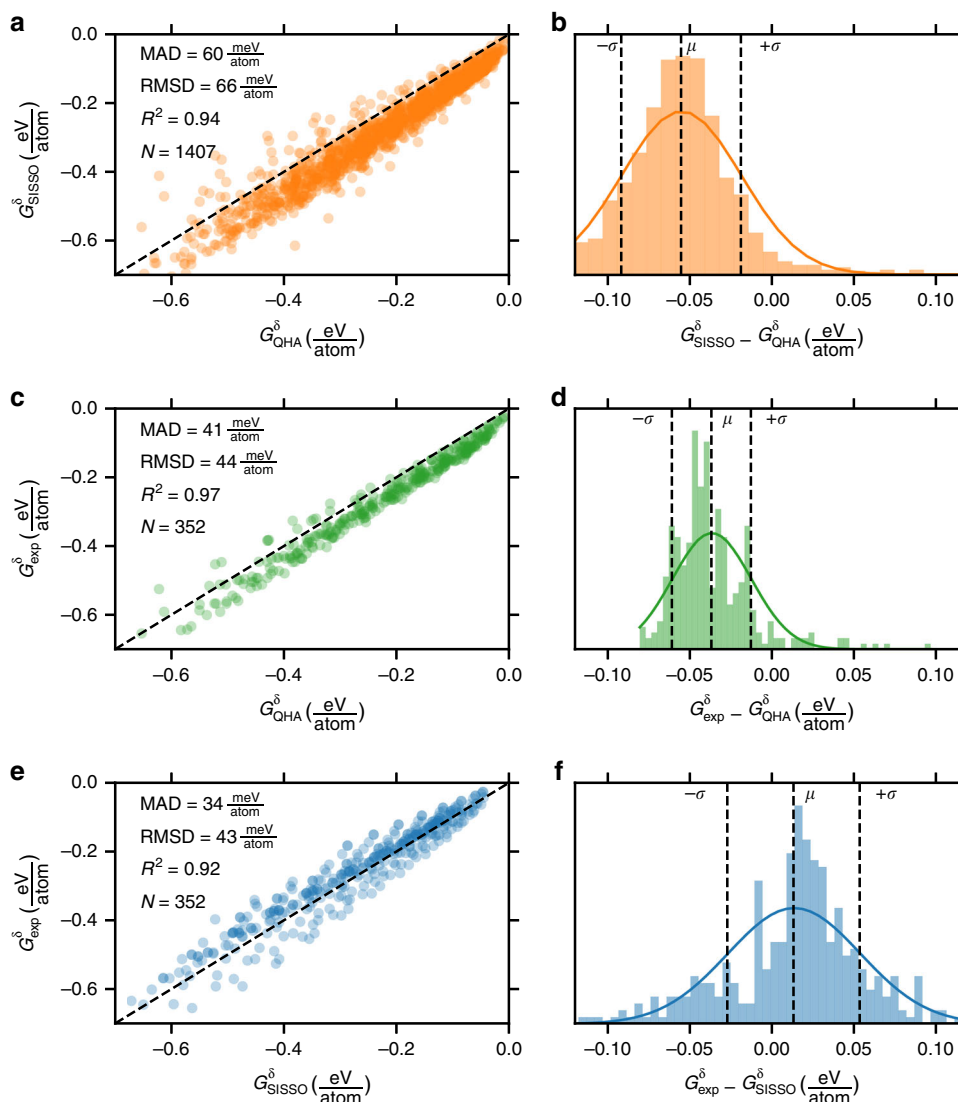 a
MAD = 60 meV/atom
RMSD = 66 meV/atom
R² = 0.94
N = 1407
0.0
−0.2
−0.4
−0.6
G^δ_SISSO (eV/atom)
−0.6 −0.4 −0.2 0.0
G^δ_QHA (eV/atom)
b
−σ μ +σ
−0.10 −0.05 0.00 0.05 0.10
G^δ_SISSO − G^δ_QHA (eV/atom)
c
MAD = 41 meV/atom
RMSD = 44 meV/atom
R² = 0.97
N = 352
0.0
−0.2
−0.4
−0.6
G^δ_exp (eV/atom)
−0.6 −0.4 −0.2 0.0
G^δ_QHA (eV/atom)
d
−σ μ +σ
−0.10 −0.05 0.00 0.05 0.10
G^δ_exp − G^δ_QHA (eV/atom)
e
MAD = 34 meV/atom
RMSD = 43 meV/atom
R² = 0.92
N = 352
0.0
−0.2
−0.4
−0.6
G^δ_exp (eV/atom)
−0.6 −0.4 −0.2 0.0
G^δ_SISSO (eV/atom)
f
−σ μ +σ
−0.10 −0.05 0.00 0.05 0.10
G^δ_exp − G^δ_SISSO (eV/atom)